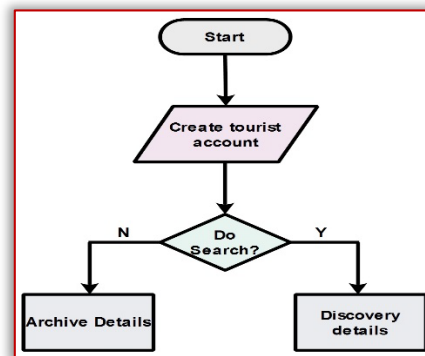 Start
Create tourist
account
Do
Search?
N
Y
Archive Details
Discovery
details